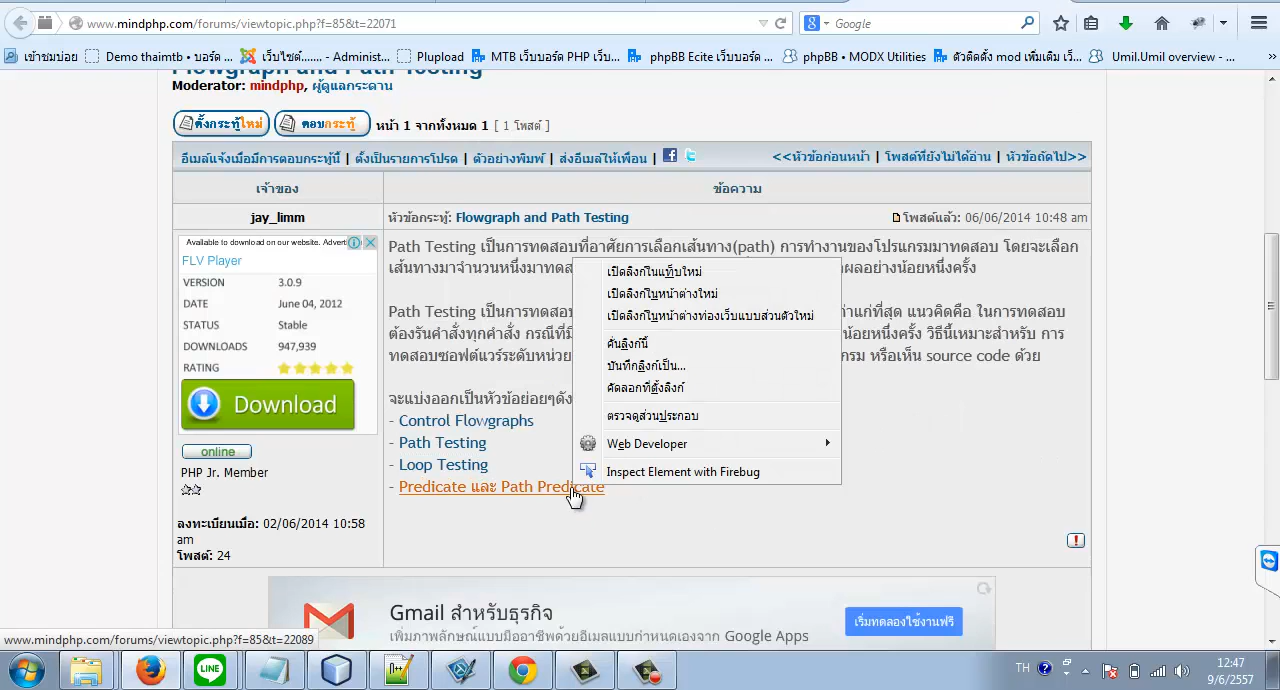 www.mindphp.com/forums/viewtopic.php?f=85&t=22071
Google
เข้าชมบ่อย
Demo thaimtb • บอร์ด ...
เว็บไซต์....... - Administ...
Plupload
MTB เว็บบอร์ด PHP เว็บ...
phpBB Ecite เว็บบอร์ด ...
phpBB • MODX Utilities
ตัวติดตั้ง mod เพิ่มเติม เว็...
Umil.Umil overview - ...
Flowgraph and Path Testing
Moderator: mindphp, ผู้ดูแลกระดาน
ตั้งกระทู้ใหม่
ตอบกระทู้
หน้า 1 จากทั้งหมด 1 [ 1 โพสต์ ]
อีเมล์แจ้งเมื่อมีการตอบกระทู้นี้ | ตั้งเป็นรายการโปรด | ตัวอย่างพิมพ์ | ส่งอีเมล์ให้เพื่อน |
<<หัวข้อก่อนหน้า | โพสต์ที่ยังไม่ได้อ่าน | หัวข้อถัดไป>>
เจ้าของ
ข้อความ
jay_limm
หัวข้อกระทู้: Flowgraph and Path Testing
โพสต์แล้ว: 06/06/2014 10:48 am
Available to download on our website. Advert
FLV Player
VERSION 3.0.9
DATE June 04, 2012
STATUS Stable
DOWNLOADS 947,939
RATING
Download
online
PHP Jr. Member
ลงทะเบียนเมื่อ: 02/06/2014 10:58
am
โพสต์: 24
Path Testing เป็นการทดสอบที่อาศัยการเลือกเส้นทาง(path) การทำงานของโปรแกรมมาทดสอบ โดยจะเลือก
เส้นทางมาจำนวนหนึ่งมาทดส ผลอย่างน้อยหนึ่งครั้ง
Path Testing เป็นการทดส ก่าแก่ที่สุด แนวคิดคือ ในการทดสอบ
ต้องรันคำสั่งทุกคำสั่ง กรณีที่มี น้อยหนึ่งครั้ง วิธีนี้เหมาะสำหรับ การ
ทดสอบซอฟต์แวร์ระดับหน่วย กรม หรือเห็น source code ด้วย
จะแบ่งออกเป็นหัวข้อย่อยๆดัง
- Control Flowgraphs
- Path Testing
- Loop Testing
- Predicate และ Path Predicate
เปิดลิงก์ในแท็บใหม่
เปิดลิงก์ในหน้าต่างใหม่
เปิดลิงก์ในหน้าต่างท่องเว็บแบบส่วนตัวใหม่
คั่นลิงก์นี้
บันทึกลิงก์เป็น...
คัดลอกที่ตั้งลิงก์
ตรวจดูส่วนประกอบ
Web Developer
Inspect Element with Firebug
Gmail สำหรับธุรกิจ
เพิ่มภาพลักษณ์แบบมืออาชีพด้วยอีเมลแบบกำหนดเองจาก Google Apps
เริ่มทดลองใช้งานฟรี
www.mindphp.com/forums/viewtopic.php?f=85&t=22089
LINE
TH
12:47
9/6/2557